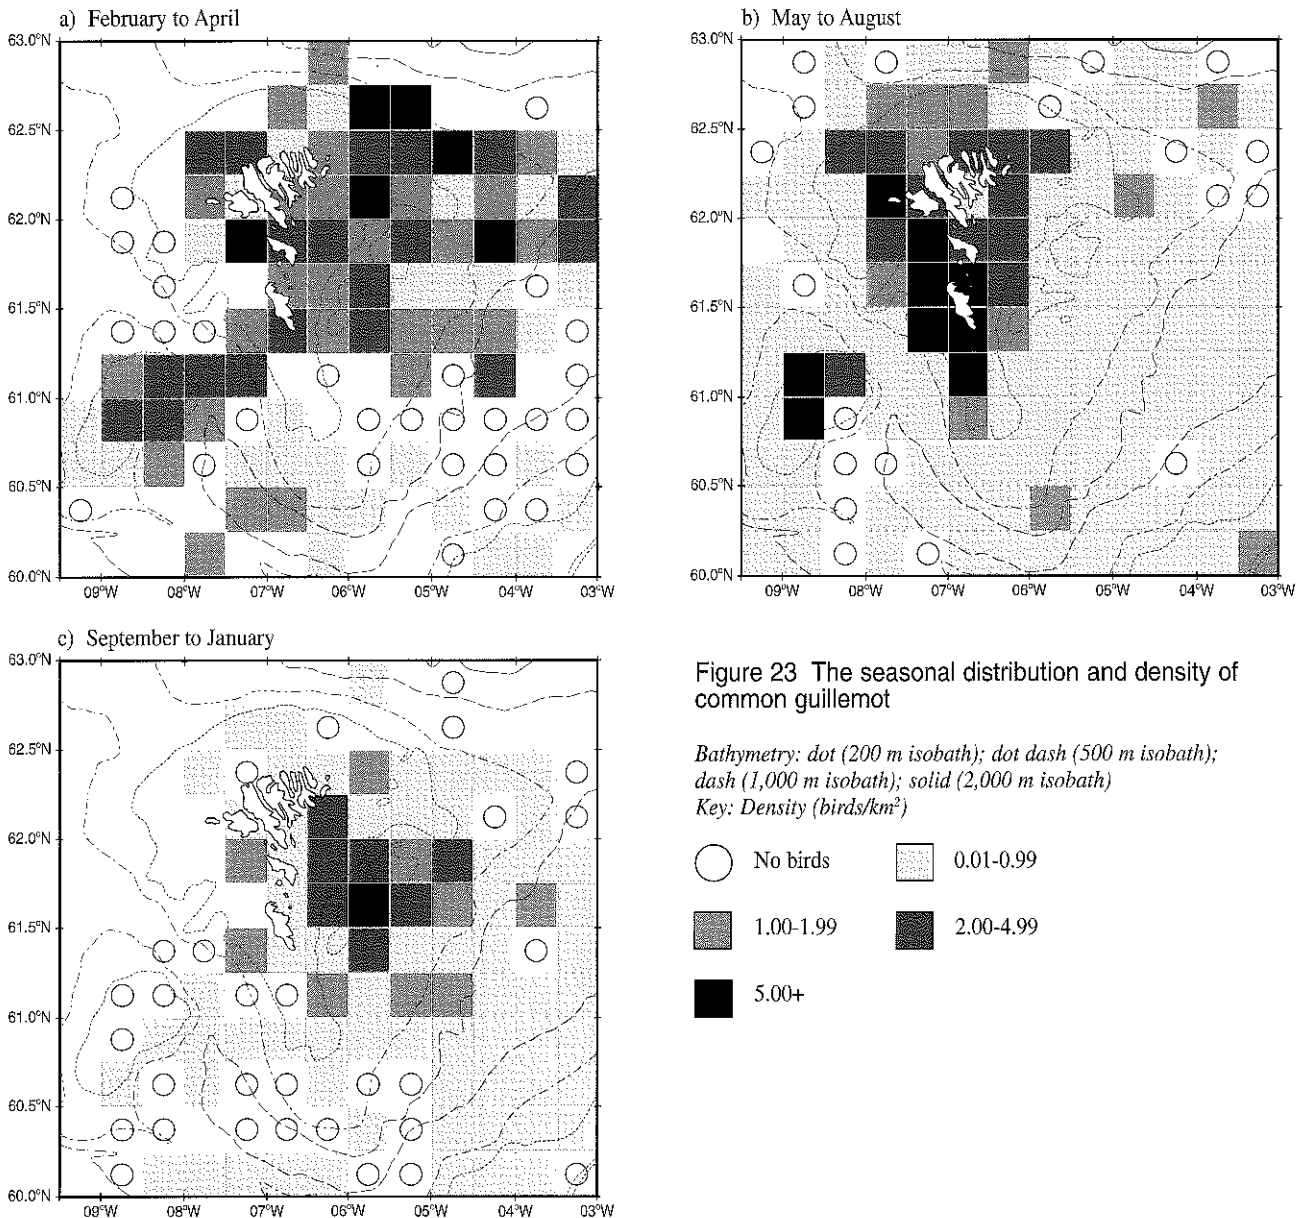 a) February to April
63.0°N
62.5°N
62.0°N
61.5°N
61.0°N
60.5°N
60.0°N
09°W 08°W 07°W 06°W 05°W 04°W 03°W
b) May to August
63.0°N
62.5°N
62.0°N
61.5°N
61.0°N
60.5°N
60.0°N
09°W 08°W 07°W 06°W 05°W 04°W 03°W
c) September to January
63.0°N
62.5°N
62.0°N
61.5°N
61.0°N
60.5°N
60.0°N
09°W 08°W 07°W 06°W 05°W 04°W 03°W
Figure 23 The seasonal distribution and density of
common guillemot
Bathymetry: dot (200 m isobath); dot dash (500 m isobath);
dash (1,000 m isobath); solid (2,000 m isobath)
Key: Density (birds/km²)
No birds 0.01-0.99
1.00-1.99 2.00-4.99
5.00+